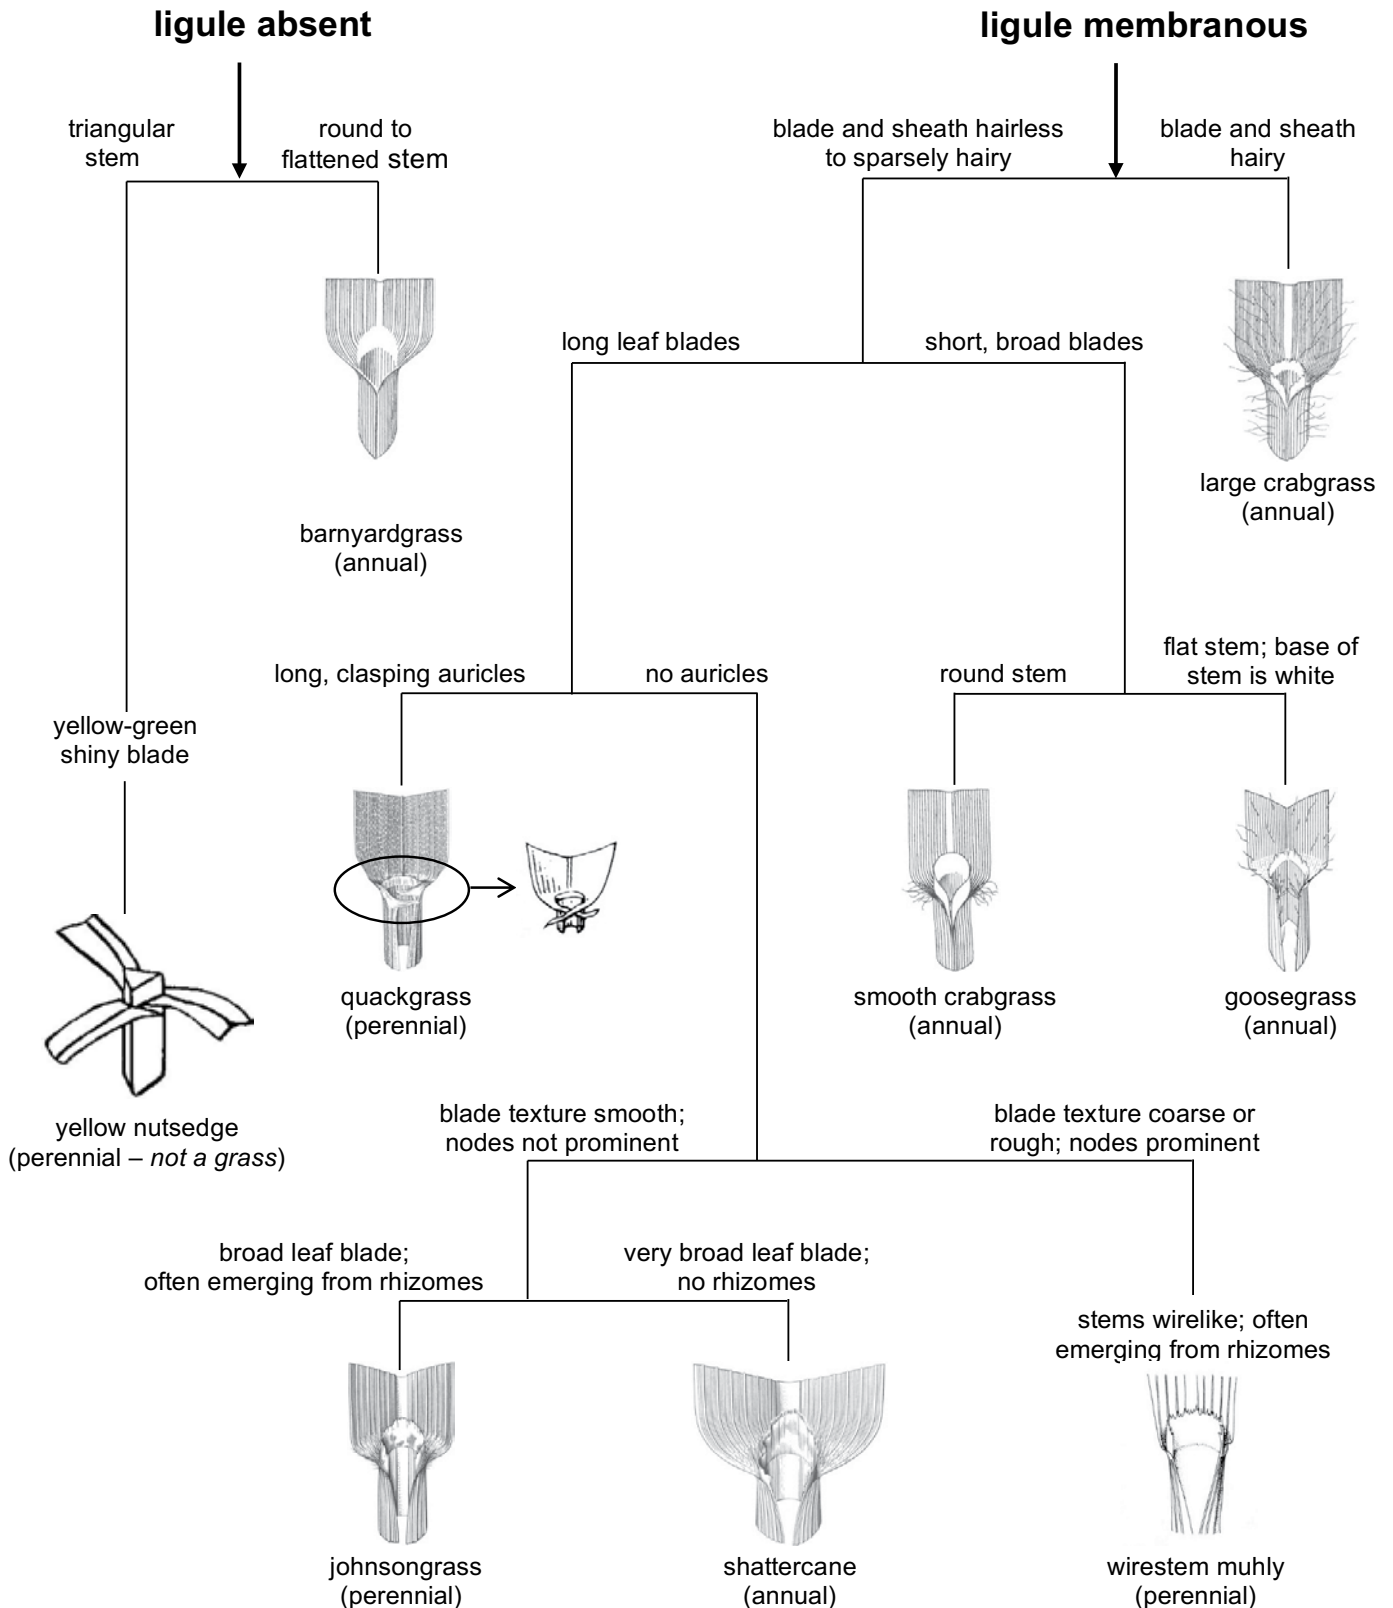 ligule absent
ligule membranous
triangular
stem
round to
flattened stem
blade and sheath hairless
to sparsely hairy
blade and sheath
hairy
long leaf blades
short, broad blades
large crabgrass
(annual)
barnyardgrass
(annual)
long, clasping auricles
no auricles
round stem
flat stem; base of
stem is white
yellow-green
shiny blade
quackgrass
(perennial)
smooth crabgrass
(annual)
goosegrass
(annual)
yellow nutsedge
(perennial – not a grass)
blade texture smooth;
nodes not prominent
blade texture coarse or
rough; nodes prominent
broad leaf blade;
often emerging from rhizomes
very broad leaf blade;
no rhizomes
stems wirelike; often
emerging from rhizomes
johnsongrass
(perennial)
shattercane
(annual)
wirestem muhly
(perennial)